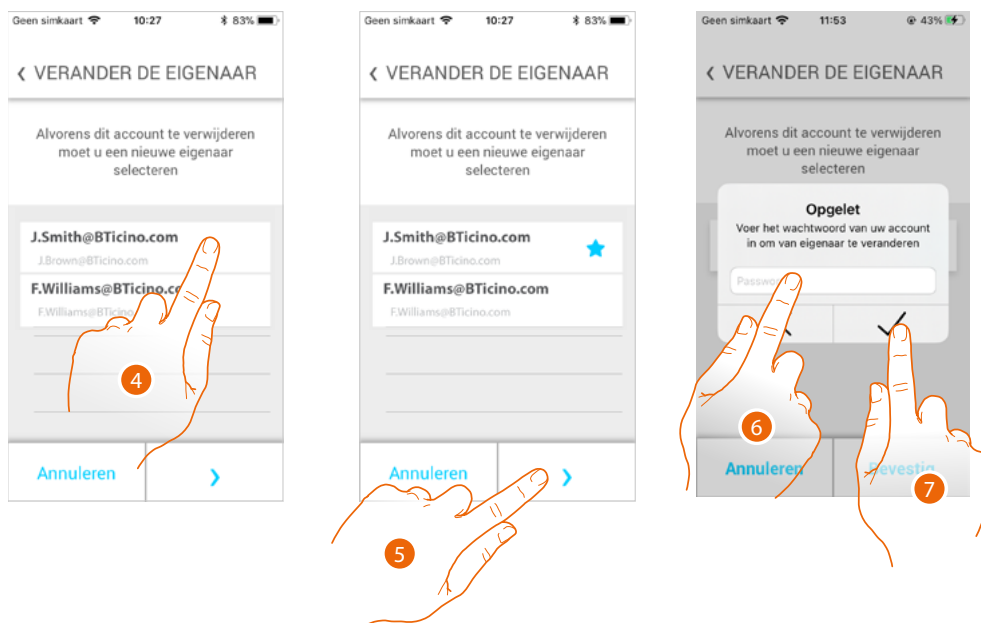 Geen simkaart 10:27 83%
VERANDER DE EIGENAAR
Alvorens dit account te verwijderen
moet u een nieuwe eigenaar
selecteren
J.Smith@BTicino.com
J.Brown@BTicino.com
F.Williams@BTicino.co
F.Williams@BTicino
4
Annuleren
Geen simkaart 10:27 83%
VERANDER DE EIGENAAR
Alvorens dit account te verwijderen
moet u een nieuwe eigenaar
selecteren
J.Smith@BTicino.com
J.Brown@BTicino.com
F.Williams@BTicino.com
F.Williams@BTicino.com
Annuleren
5
Geen simkaart 11:53 43%
VERANDER DE EIGENAAR
Alvorens dit account te verwijderen
moet u een nieuwe eigenaar
selecteren
Opgelet
Voer het wachtwoord van uw account
in om van eigenaar te veranderen
Passwo
6
Annuleren
7